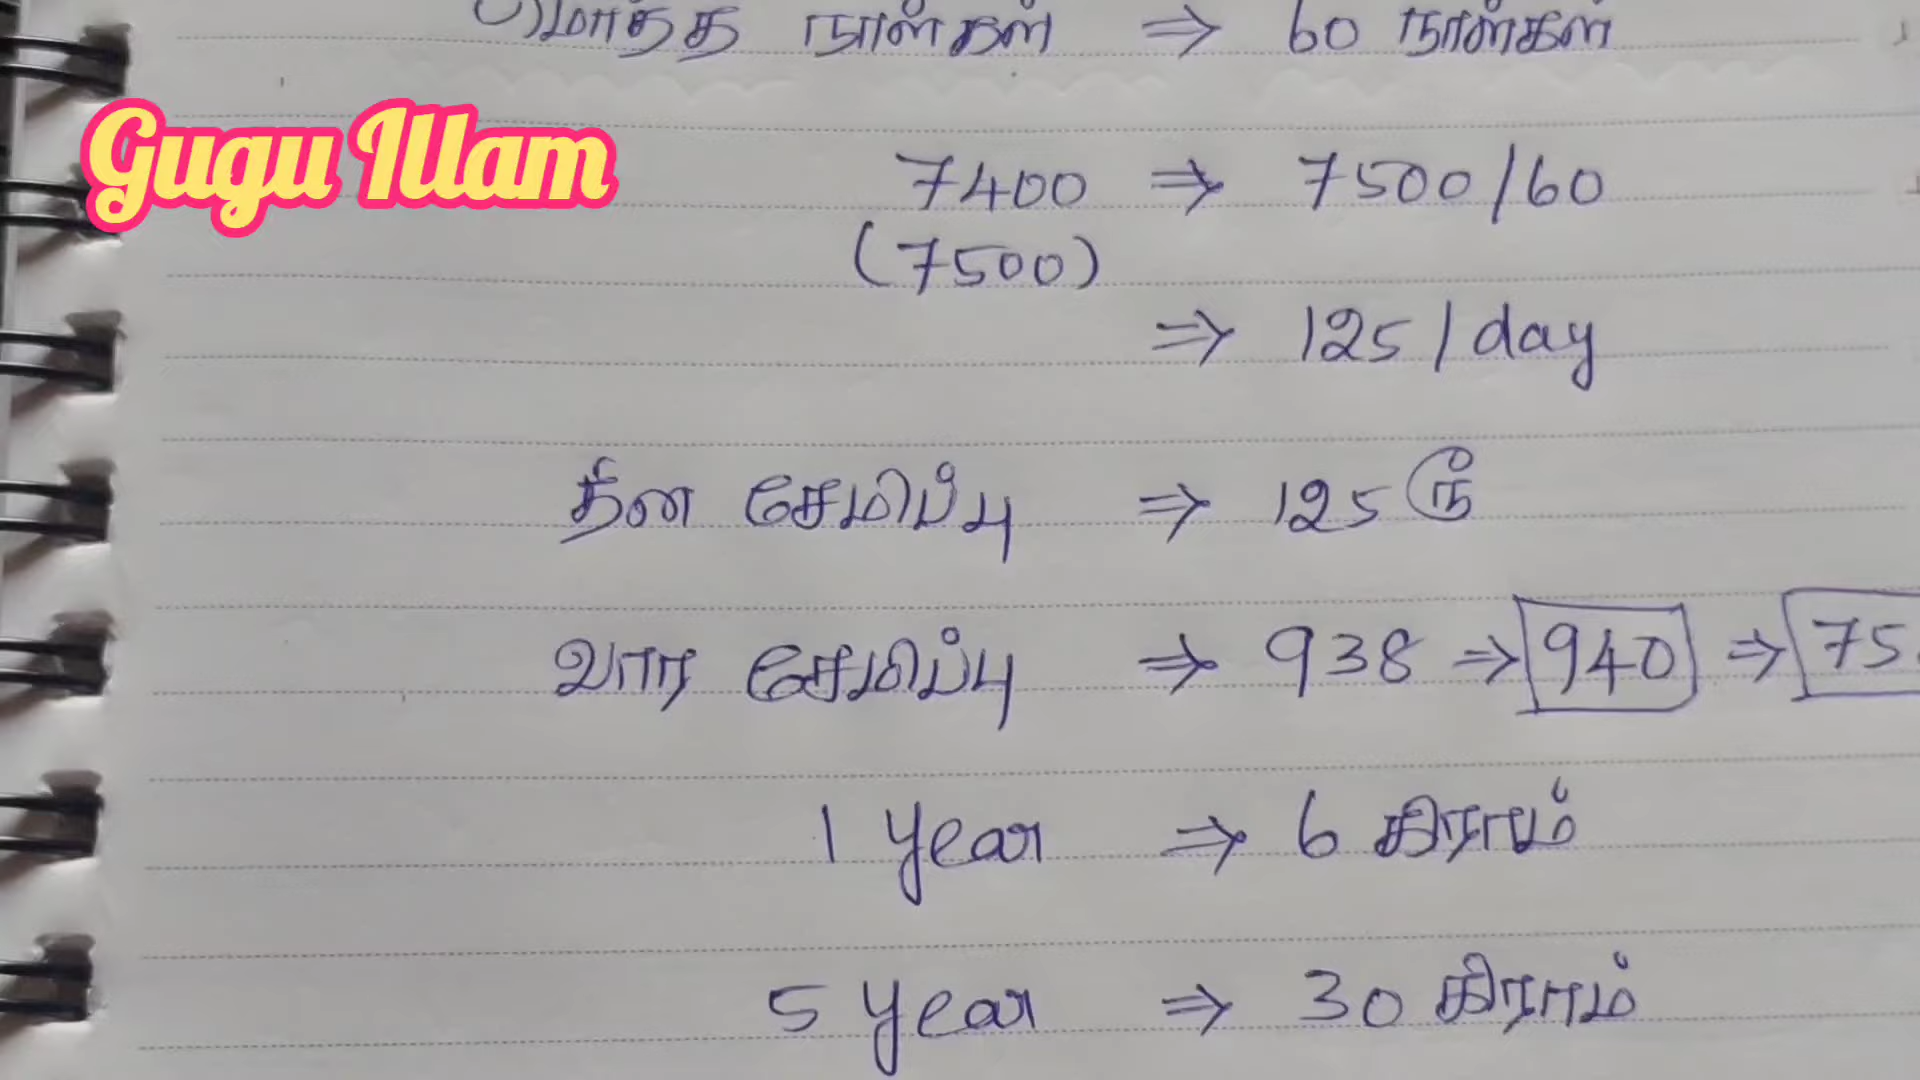 மொத்த நாள்கள் ⇒ 60 நாள்கள்
Gugu Illam
7400 ⇒ 7500/60
(7500)
⇒ 125/day
தின சேமிப்பு ⇒ 125 ரூ
வார சேமிப்பு ⇒ 938 ⇒ 940 ⇒ 75
1 year ⇒ 6 கிராம்
5 year ⇒ 30 கிராம்